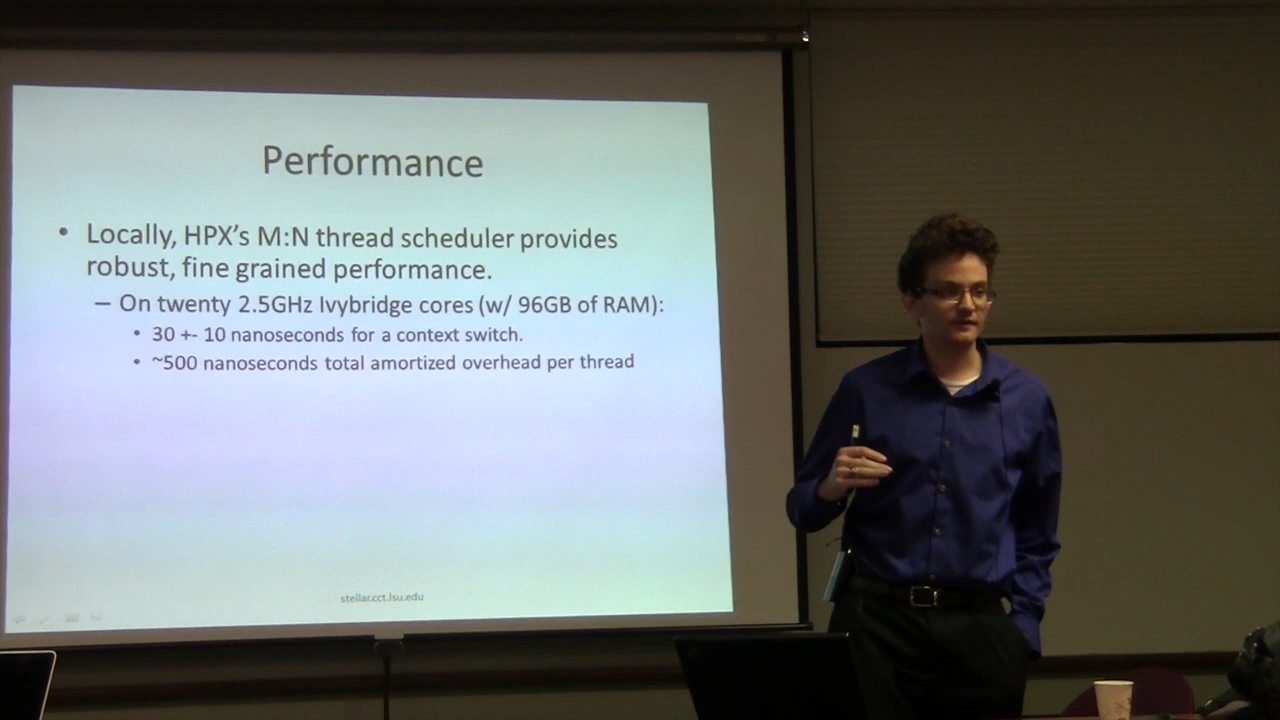 Performance
• Locally, HPX's M:N thread scheduler provides
robust, fine grained performance.
– On twenty 2.5GHz Ivybridge cores (w/ 96GB of RAM):
• 30 +- 10 nanoseconds for a context switch.
• ~500 nanoseconds total amortized overhead per thread
stellar.cct.lsu.edu